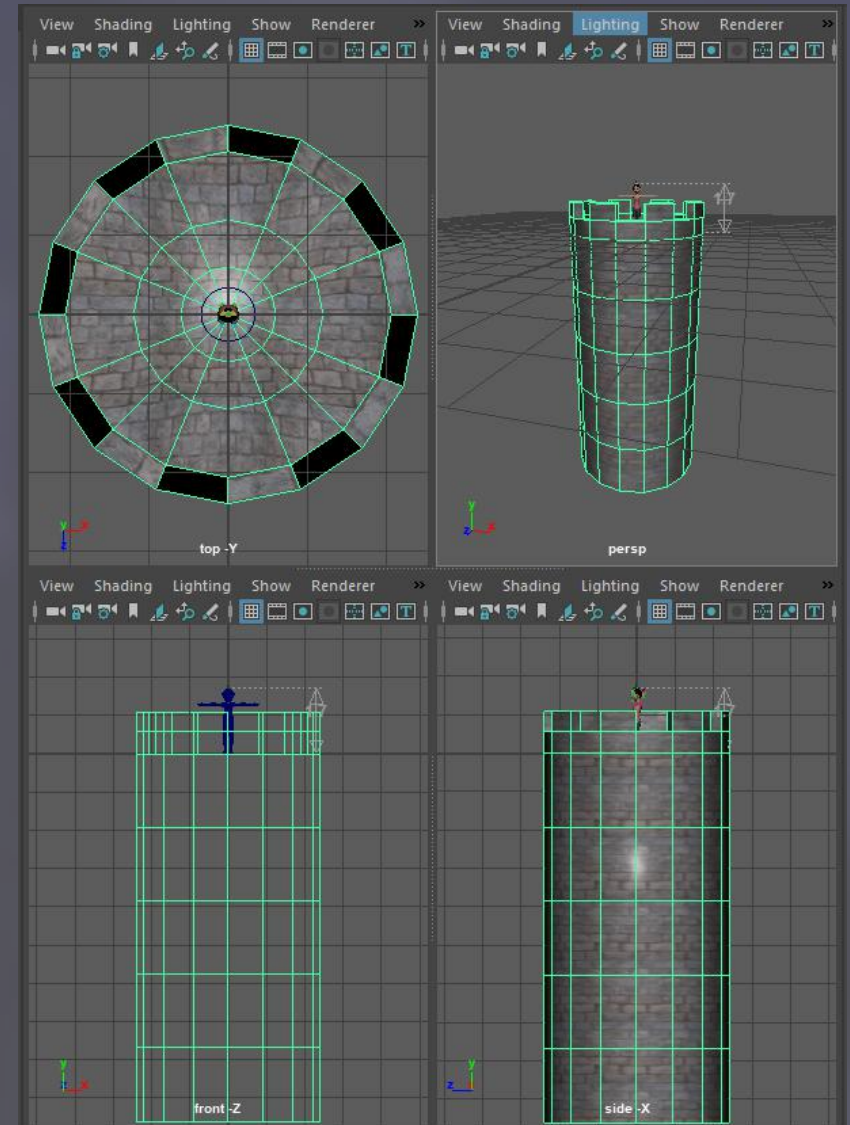 View Shading Lighting Show Renderer »
T
top -Y
y x
z
View Shading Lighting Show Renderer »
T
persp
y
z x
View Shading Lighting Show Renderer »
T
front -Z
y
z x
View Shading Lighting Show Renderer »
T
side -X
y
z